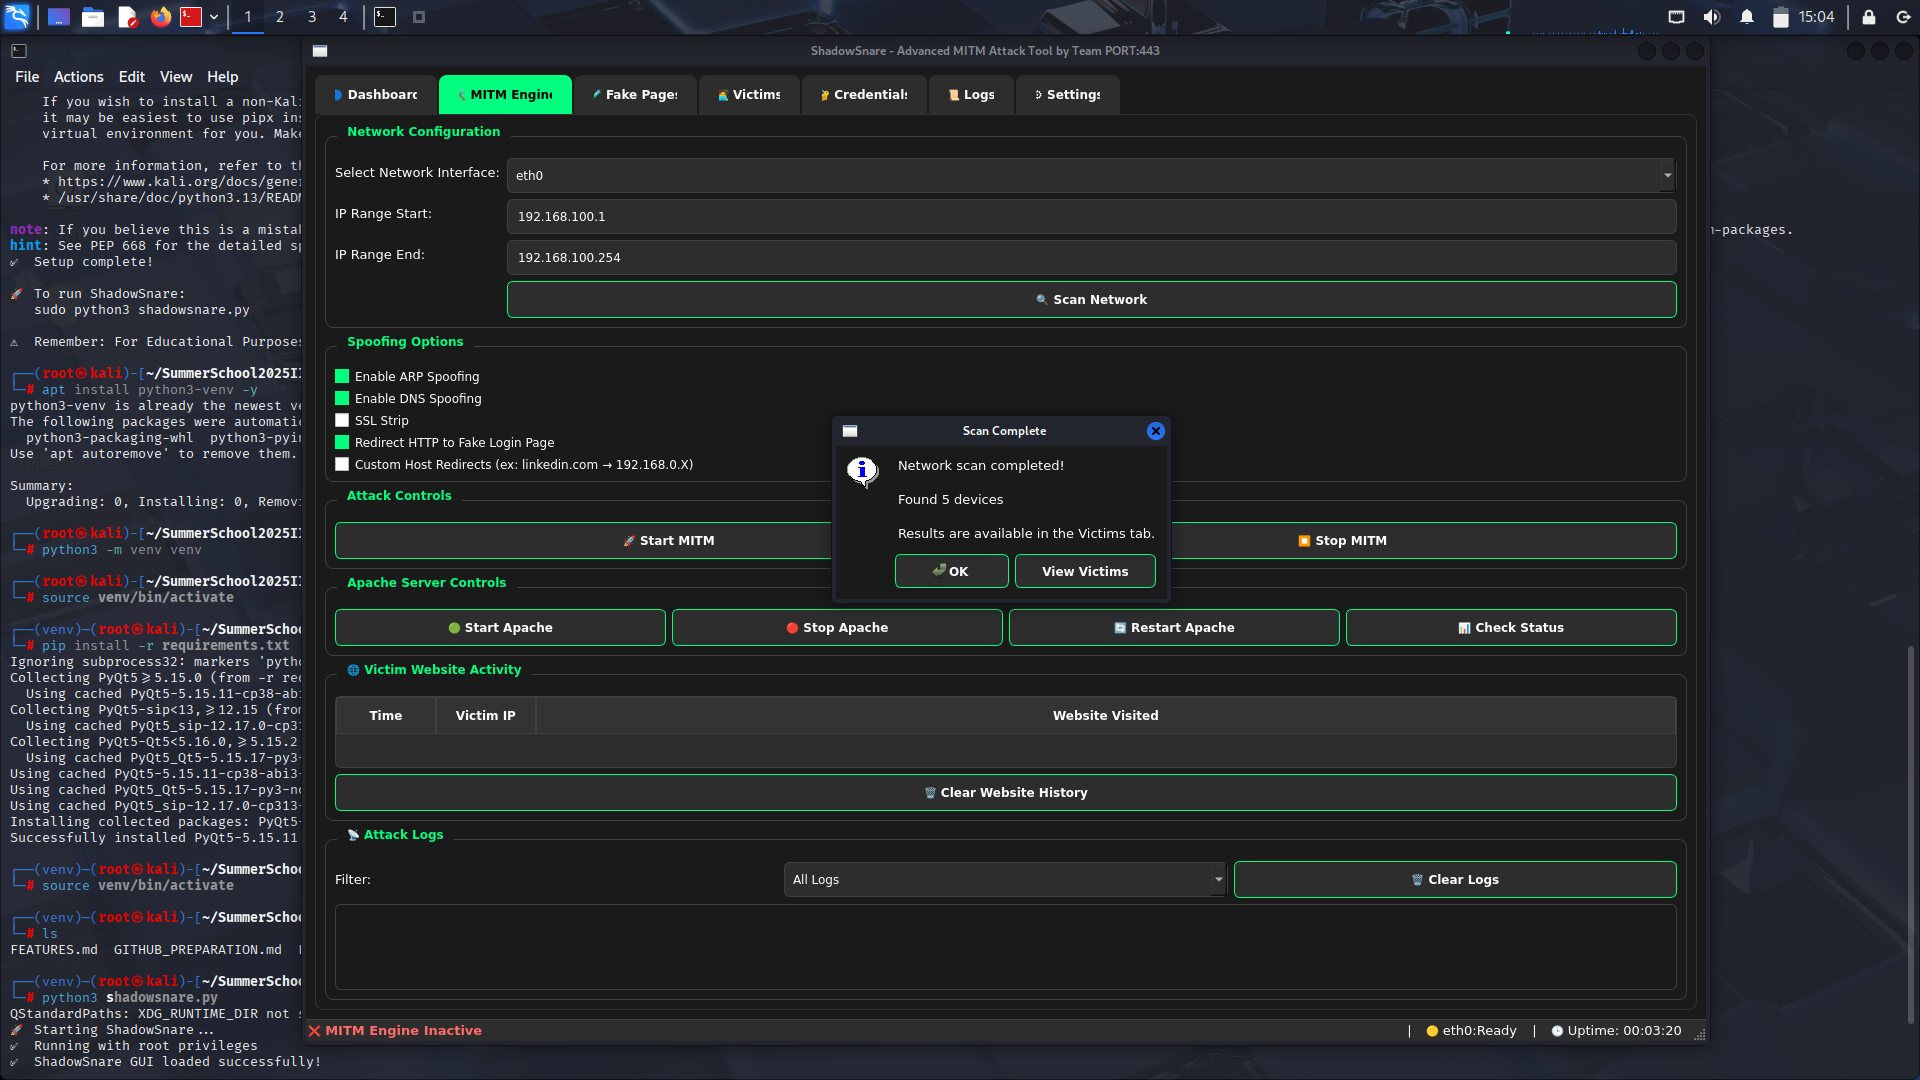 1 2 3 4
15:04
File Actions Edit View Help
If you wish to install a non-Kali
it may be easiest to use pipx ins
virtual environment for you. Make
For more information, refer to th
* https://www.kali.org/docs/gener
* /usr/share/doc/python3.13/READM
note: If you believe this is a mistak
n-packages.
hint: See PEP 668 for the detailed sp
✓ Setup complete!
🚀 To run ShadowSnare:
sudo python3 shadowsnare.py
⚠ Remember: For Educational Purposes
┌──(root㉿kali)-[~/SummerSchool2025II
└─# apt install python3-venv -y
python3-venv is already the newest ve
The following packages were automatic
python3-packaging-whl python3-pyin
Use 'apt autoremove' to remove them.
Summary:
Upgrading: 0, Installing: 0, Removi
┌──(root㉿kali)-[~/SummerSchool2025II
└─# python3 -m venv venv
┌──(root㉿kali)-[~/SummerSchool2025II
└─# source venv/bin/activate
┌──(venv)─(root㉿kali)-[~/SummerSchoo
└─# pip install -r requirements.txt
Ignoring subprocess32: markers 'pytho
Collecting PyQt5≥5.15.0 (from -r req
Using cached PyQt5-5.15.11-cp38-abi
Collecting PyQt5-sip<13,≥12.15 (from
Using cached PyQt5_sip-12.17.0-cp31
Collecting PyQt5-Qt5<5.16.0,≥5.15.2
Using cached PyQt5_Qt5-5.15.17-py3-
Using cached PyQt5-5.15.11-cp38-abi3-
Using cached PyQt5_Qt5-5.15.17-py3-no
Using cached PyQt5_sip-12.17.0-cp313-
Installing collected packages: PyQt5-
Successfully installed PyQt5-5.15.11
┌──(venv)─(root㉿kali)-[~/SummerSchoo
└─# source venv/bin/activate
┌──(venv)─(root㉿kali)-[~/SummerSchoo
└─# ls
FEATURES.md GITHUB_PREPARATION.md
┌──(venv)─(root㉿kali)-[~/SummerSchoo
└─# python3 shadowsnare.py
QStandardPaths: XDG_RUNTIME_DIR not s
🚀 Starting ShadowSnare...
✓ Running with root privileges
✓ ShadowSnare GUI loaded successfully!
ShadowSnare - Advanced MITM Attack Tool by Team PORT:443
Dashboard MITM Engine Fake Pages Victims Credentials Logs Settings
Network Configuration
Select Network Interface: eth0
IP Range Start: 192.168.100.1
IP Range End: 192.168.100.254
🔍 Scan Network
Spoofing Options
Enable ARP Spoofing
Enable DNS Spoofing
SSL Strip
Redirect HTTP to Fake Login Page
Custom Host Redirects (ex: linkedin.com → 192.168.0.X)
Scan Complete
Network scan completed!
Found 5 devices
Results are available in the Victims tab.
OK View Victims
Attack Controls
🚀 Start MITM Stop MITM
Apache Server Controls
🟢 Start Apache 🔴 Stop Apache 🔄 Restart Apache 📊 Check Status
🌐 Victim Website Activity
Time Victim IP Website Visited
🗑️ Clear Website History
📡 Attack Logs
Filter: All Logs 🗑️ Clear Logs
❌ MITM Engine Inactive | 🟡 eth0:Ready | 🕒 Uptime: 00:03:20